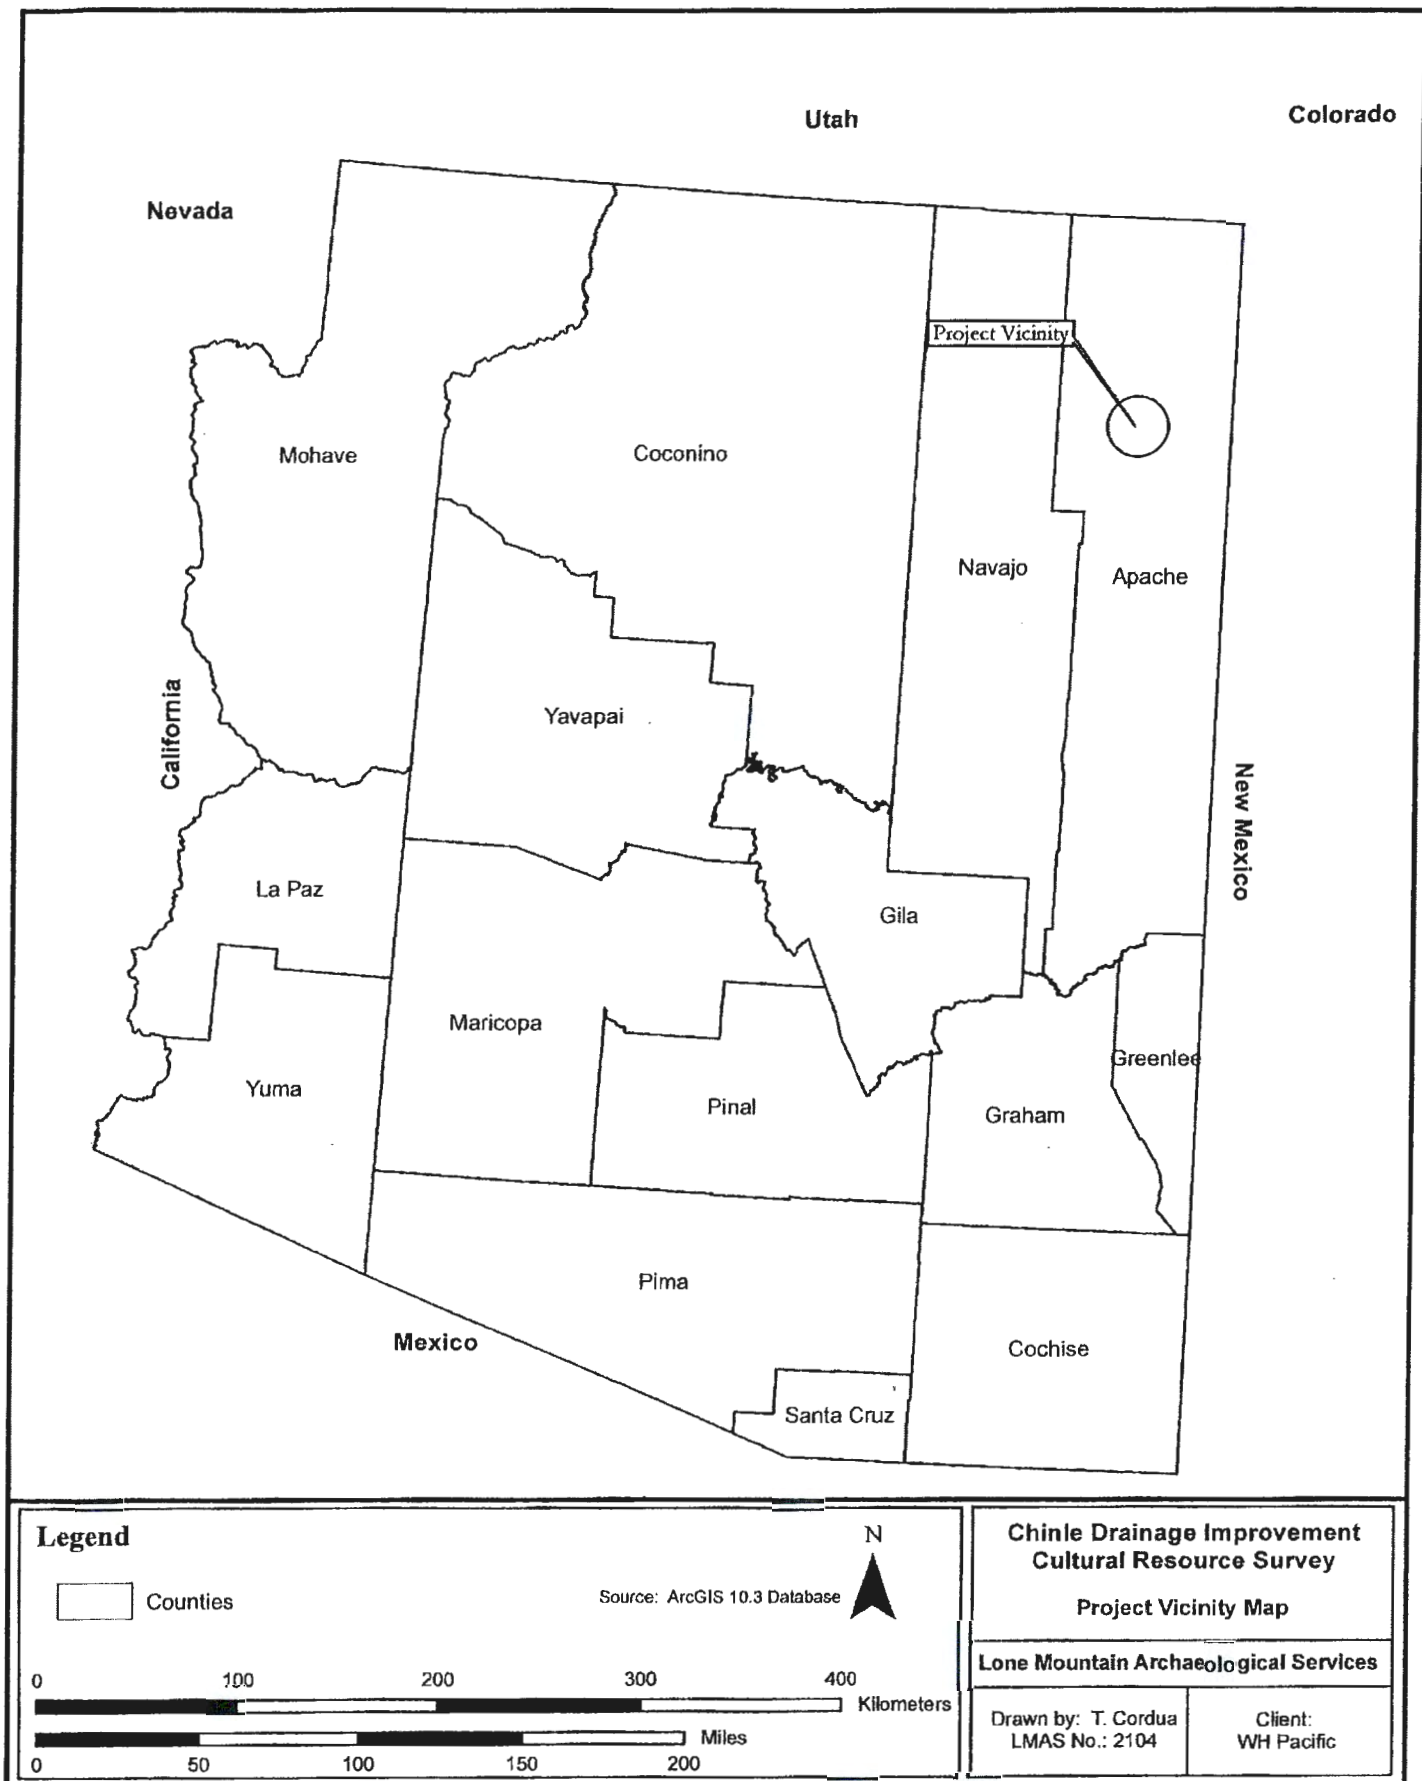 Utah
Colorado
Nevada
Project Vicinity
Mohave
Coconino
Navajo
Apache
Yavapai
California
New Mexico
La Paz
Gila
Maricopa
Greenlee
Yuma
Pinal
Graham
Pima
Mexico
Cochise
Santa Cruz
Legend
Counties
Source: ArcGIS 10.3 Database
N
0 100 200 300 400
Kilometers
Miles
0 50 100 150 200
Chinle Drainage Improvement
Cultural Resource Survey
Project Vicinity Map
Lone Mountain Archaeological Services
Drawn by: T. Cordua
LMAS No.: 2104
Client:
WH Pacific